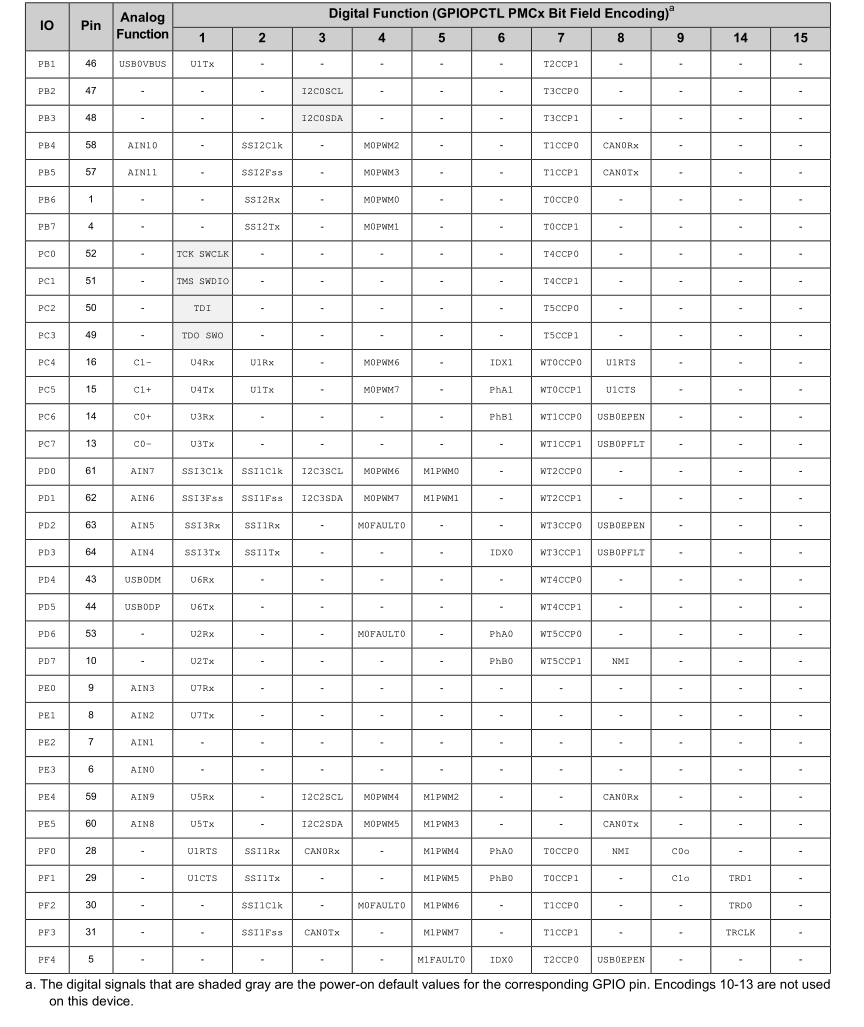 IO Pin Analog Function Digital Function (GPIOPCTL PMCx Bit Field Encoding)a
1 2 3 4 5 6 7 8 9 14 15
PB1 46 USB0VBUS U1Tx - - - - - T2CCP1 - - - -
PB2 47 - - - I2C0SCL - - - T3CCP0 - - - -
PB3 48 - - - I2C0SDA - - - T3CCP1 - - - -
PB4 58 AIN10 - SSI2Clk - M0PWM2 - - T1CCP0 CAN0Rx - - -
PB5 57 AIN11 - SSI2Fss - M0PWM3 - - T1CCP1 CAN0Tx - - -
PB6 1 - - SSI2Rx - M0PWM0 - - T0CCP0 - - - -
PB7 4 - - SSI2Tx - M0PWM1 - - T0CCP1 - - - -
PC0 52 - TCK SWCLK - - - - - T4CCP0 - - - -
PC1 51 - TMS SWDIO - - - - - T4CCP1 - - - -
PC2 50 - TDI - - - - - T5CCP0 - - - -
PC3 49 - TDO SWO - - - - - T5CCP1 - - - -
PC4 16 C1- U4Rx U1Rx - M0PWM6 - IDX1 WT0CCP0 U1RTS - - -
PC5 15 C1+ U4Tx U1Tx - M0PWM7 - PhA1 WT0CCP1 U1CTS - - -
PC6 14 C0+ U3Rx - - - - PhB1 WT1CCP0 USB0EPEN - - -
PC7 13 C0- U3Tx - - - - - WT1CCP1 USB0PFLT - - -
PD0 61 AIN7 SSI3Clk SSI1Clk I2C3SCL M0PWM6 M1PWM0 - WT2CCP0 - - - -
PD1 62 AIN6 SSI3Fss SSI1Fss I2C3SDA M0PWM7 M1PWM1 - WT2CCP1 - - - -
PD2 63 AIN5 SSI3Rx SSI1Rx - M0FAULT0 - - WT3CCP0 USB0EPEN - - -
PD3 64 AIN4 SSI3Tx SSI1Tx - - - IDX0 WT3CCP1 USB0PFLT - - -
PD4 43 USB0DM U6Rx - - - - - WT4CCP0 - - - -
PD5 44 USB0DP U6Tx - - - - - WT4CCP1 - - - -
PD6 53 - U2Rx - - M0FAULT0 - PhA0 WT5CCP0 - - - -
PD7 10 - U2Tx - - - - PhB0 WT5CCP1 NMI - - -
PE0 9 AIN3 U7Rx - - - - - - - - - -
PE1 8 AIN2 U7Tx - - - - - - - - - -
PE2 7 AIN1 - - - - - - - - - - -
PE3 6 AIN0 - - - - - - - - - - -
PE4 59 AIN9 U5Rx - I2C2SCL M0PWM4 M1PWM2 - - CAN0Rx - - -
PE5 60 AIN8 U5Tx - I2C2SDA M0PWM5 M1PWM3 - - CAN0Tx - - -
PF0 28 - U1RTS SSI1Rx CAN0Rx - M1PWM4 PhA0 T0CCP0 NMI C0o - -
PF1 29 - U1CTS SSI1Tx - - M1PWM5 PhB0 T0CCP1 - C1o TRD1 -
PF2 30 - - SSI1Clk - M0FAULT0 M1PWM6 - T1CCP0 - - TRD0 -
PF3 31 - - SSI1Fss CAN0Tx - M1PWM7 - T1CCP1 - - TRCLK -
PF4 5 - - - - - M1FAULT0 IDX0 T2CCP0 USB0EPEN - - -
a. The digital signals that are shaded gray are the power-on default values for the corresponding GPIO pin. Encodings 10-13 are not used
on this device.